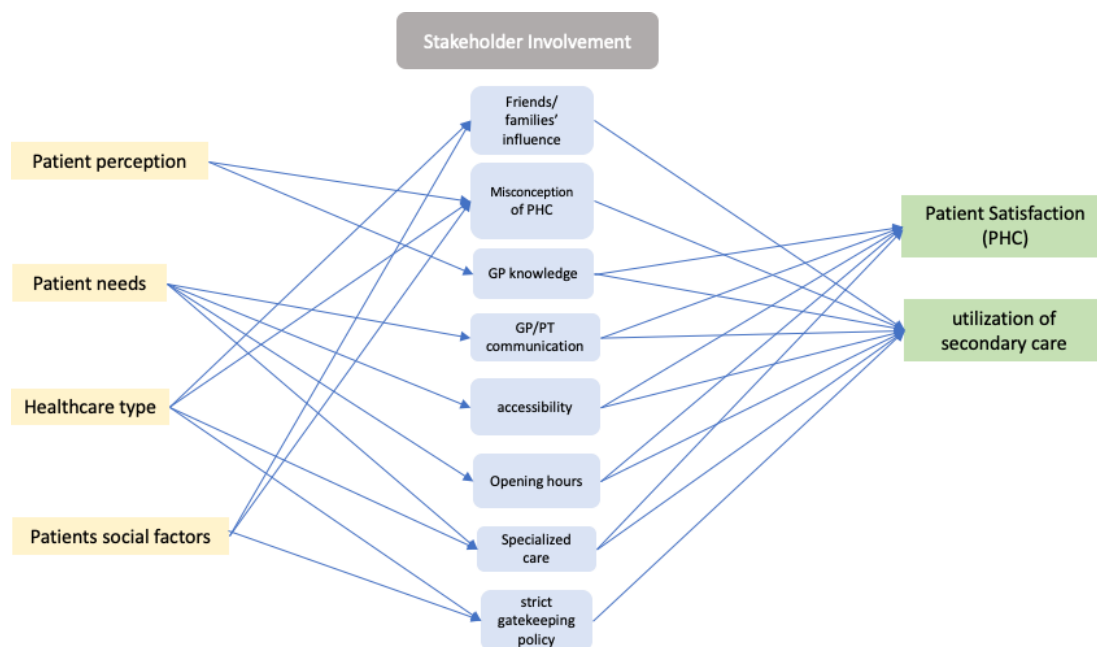 Stakeholder Involvement
Patient perception
Patient needs
Healthcare type
Patients social factors
Friends/
families’
influence
Misconception
of PHC
GP knowledge
GP/PT
communication
accessibility
Opening hours
Specialized
care
strict
gatekeeping
policy
Patient Satisfaction
(PHC)
utilization of
secondary care